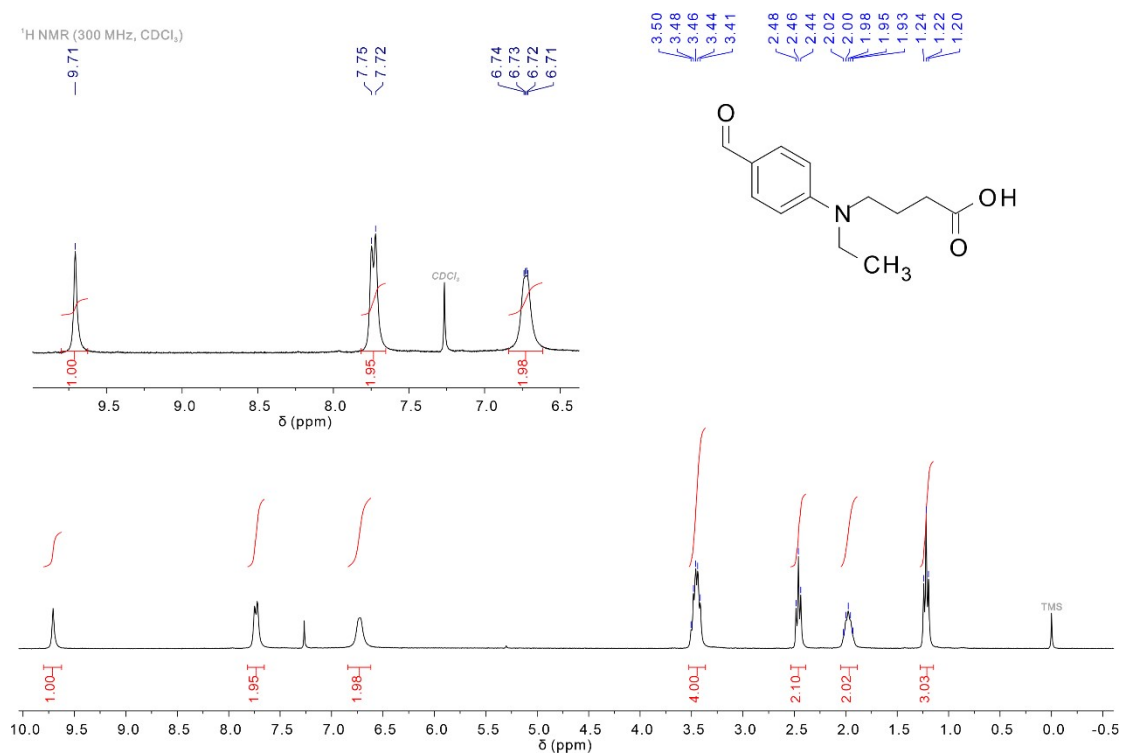 ¹H NMR (300 MHz, CDCl₃)
9.71
7.75
7.72
6.74
6.73
6.72
6.71
3.50
3.48
3.46
3.44
3.41
2.48
2.46
2.44
2.02
2.00
1.98
1.95
1.93
1.24
1.22
1.20
O
N
OH
O
CH₃
CDCl₃
1.00
1.95
1.98
9.5 9.0 8.5 8.0 7.5 7.0 6.5
δ (ppm)
TMS
1.00
1.95
1.98
4.00
2.10
2.02
3.03
10.0 9.5 9.0 8.5 8.0 7.5 7.0 6.5 6.0 5.5 5.0 4.5 4.0 3.5 3.0 2.5 2.0 1.5 1.0 0.5 0.0 -0.5
δ (ppm)